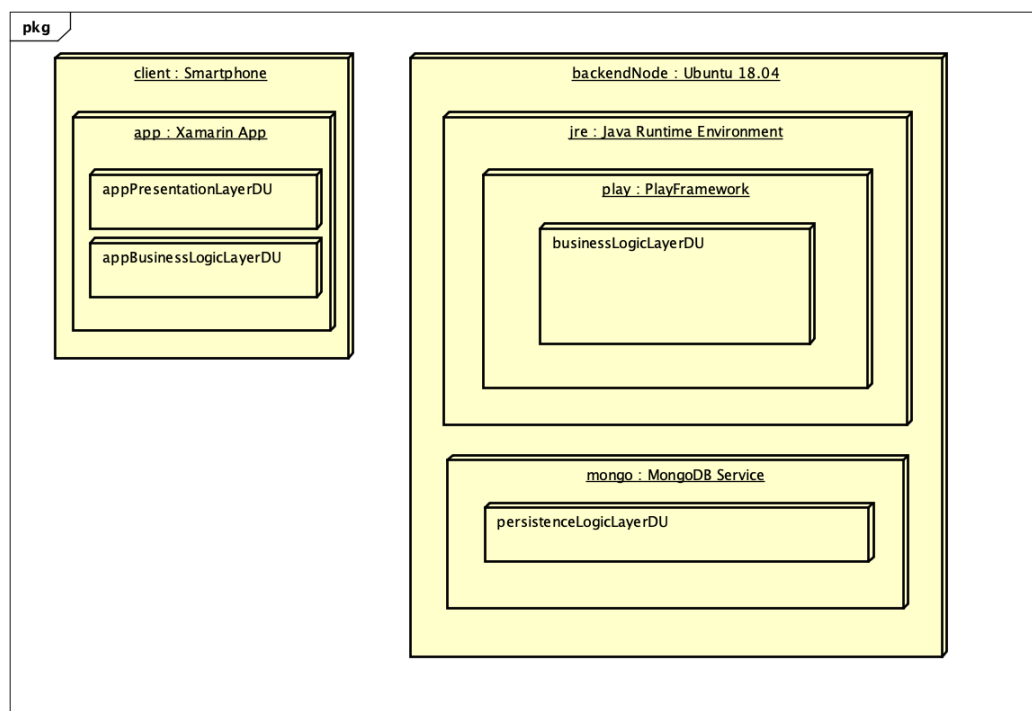 pkg
client : Smartphone
app : Xamarin App
appPresentationLayerDU
appBusinessLogicLayerDU
backendNode : Ubuntu 18.04
jre : Java Runtime Environment
play : PlayFramework
businessLogicLayerDU
mongo : MongoDB Service
persistenceLogicLayerDU